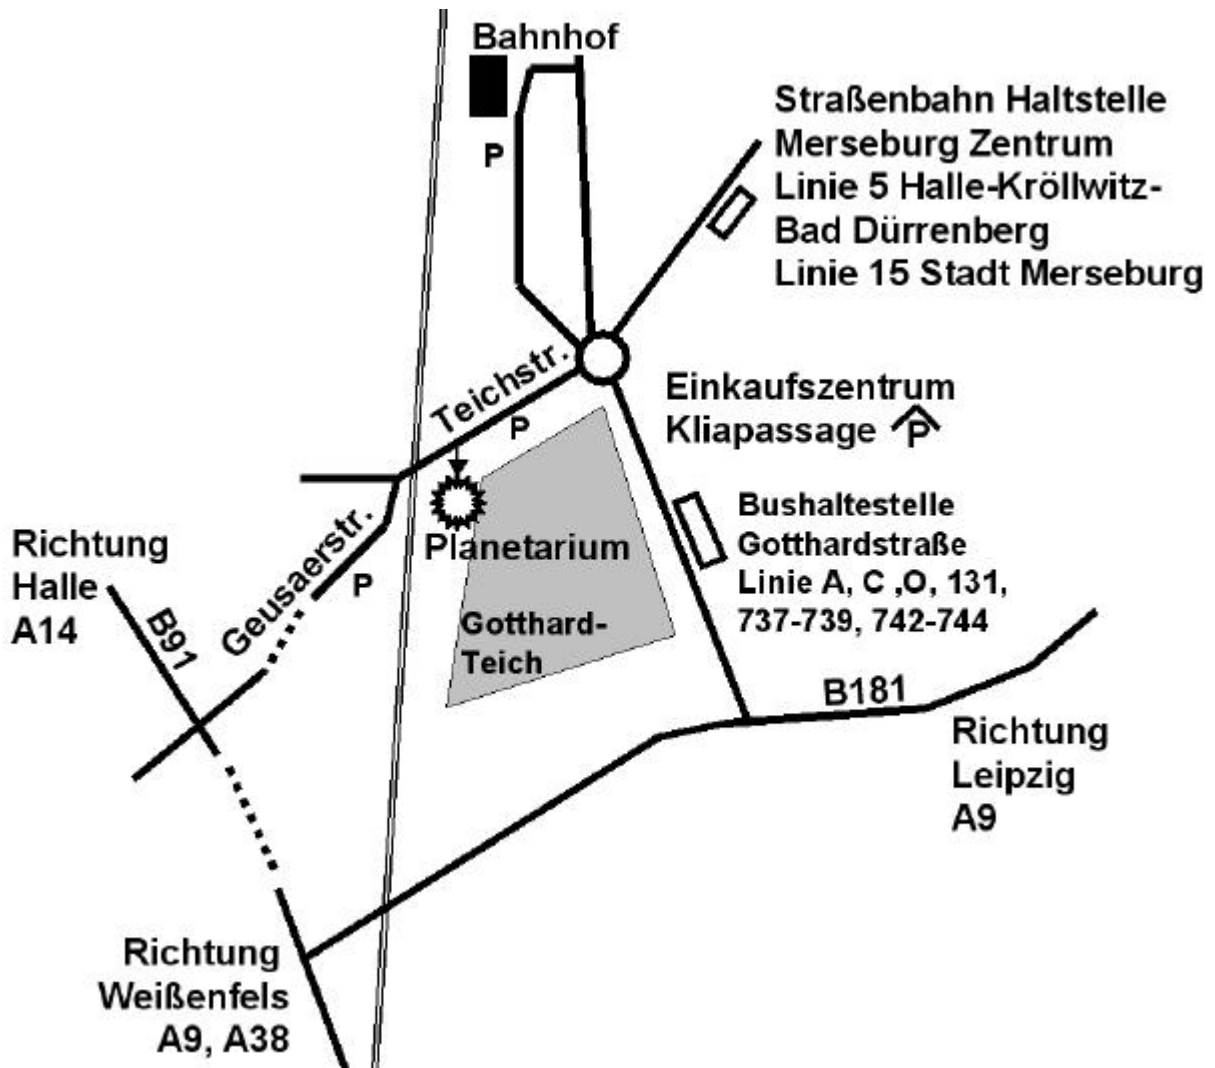 Bahnhof
P
Straßenbahn Haltstelle
Merseburg Zentrum
Linie 5 Halle-Kröllwitz-
Bad Dürrenberg
Linie 15 Stadt Merseburg
Teichstr.
P
Einkaufszentrum
Kliapassage P
Bushaltestelle
Gotthardstraße
Linie A, C ,O, 131,
737-739, 742-744
Planetarium
Geusaerstr.
P
Gotthard-
Teich
Richtung
Halle
A14
B91
B181
Richtung
Leipzig
A9
Richtung
Weißenfels
A9, A38